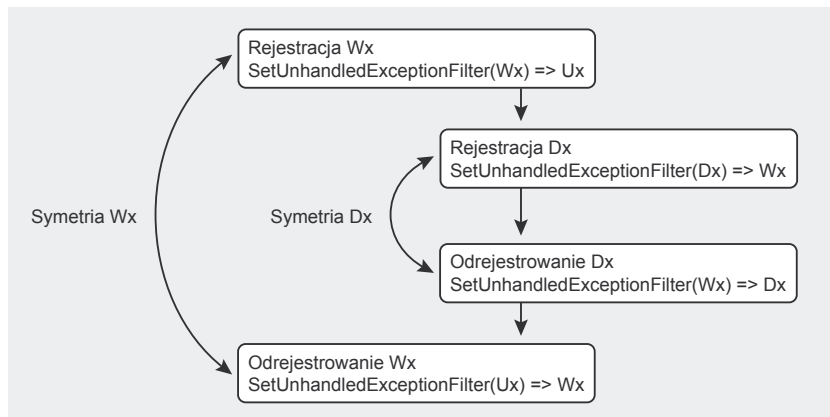 Rejestracja Wx
SetUnhandledExceptionFilter(Wx) => Ux
Rejestracja Dx
SetUnhandledExceptionFilter(Dx) => Wx
Symetria Wx
Symetria Dx
Odrejestrowanie Dx
SetUnhandledExceptionFilter(Wx) => Dx
Odrejestrowanie Wx
SetUnhandledExceptionFilter(Ux) => Wx